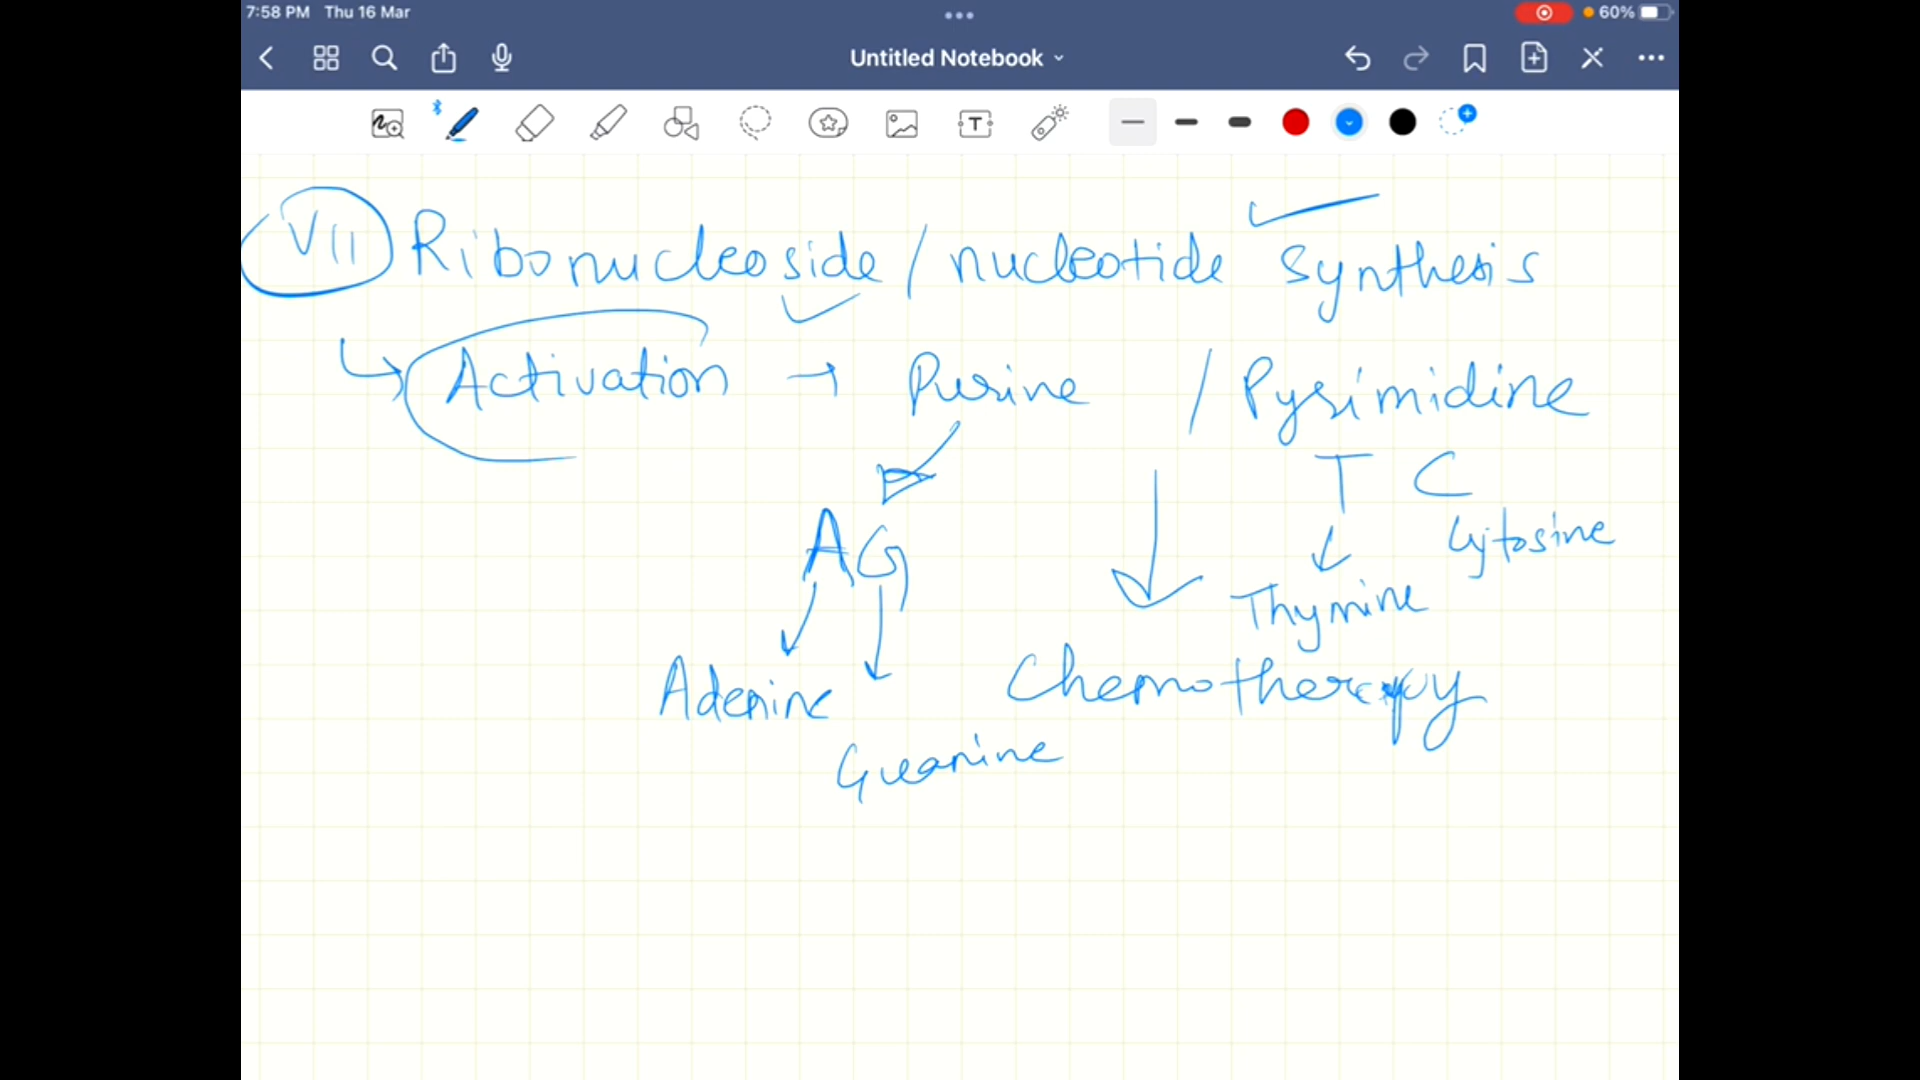 7:58 PM Thu 16 Mar
60%
Untitled Notebook
T
VII Ribonucleoside / nucleotide synthesis
Activation → Purine / Pyrimidine
T C
A G
Cytosine
Thymine
Adenine
Chemotherapy
Guanine